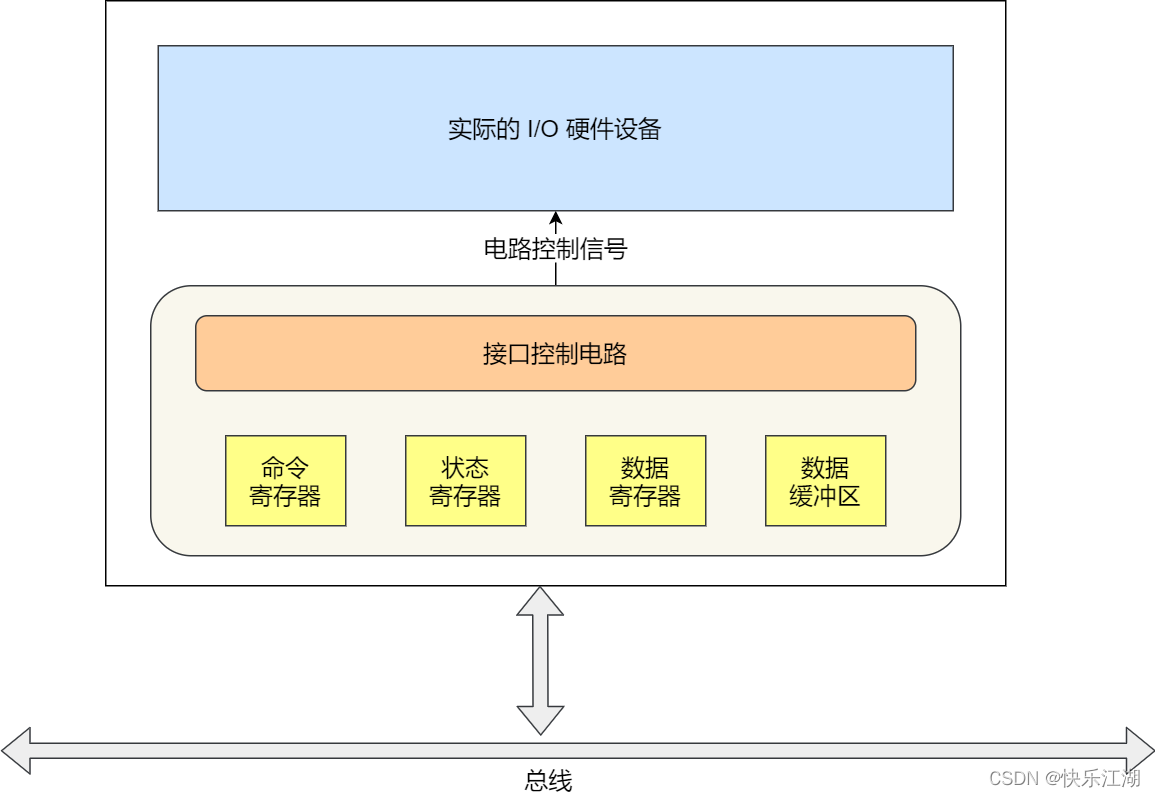 实际的 I/O 硬件设备
电路控制信号
接口控制电路
命令
寄存器
状态
寄存器
数据
寄存器
数据
缓冲区
总线
CSDN @快乐江湖